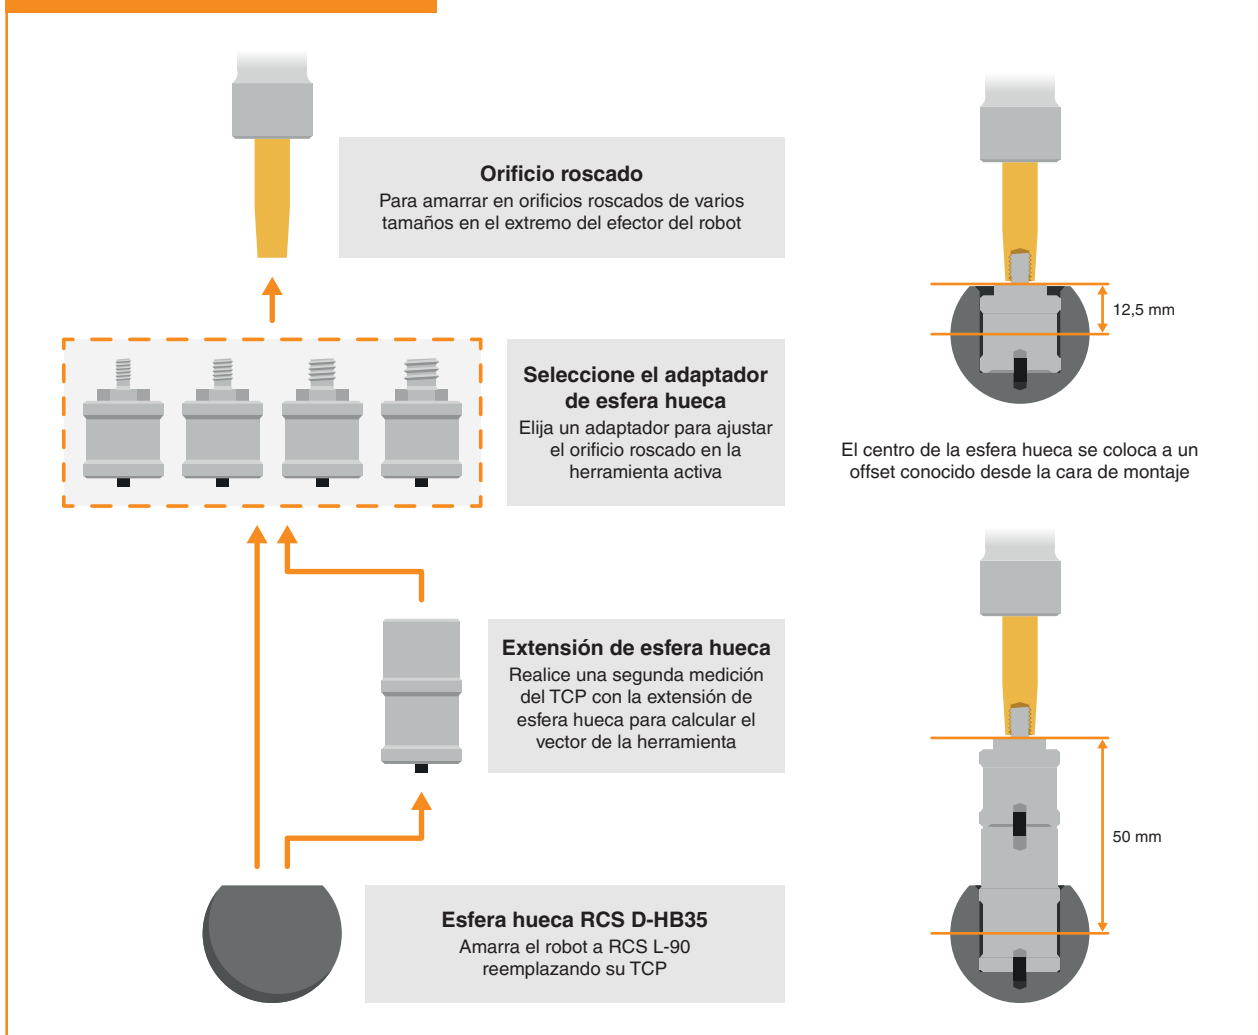 Orificio roscado
Para amarrar en orificios roscados de varios
tamaños en el extremo del efector del robot
Seleccione el adaptador
de esfera hueca
Elija un adaptador para ajustar
el orificio roscado en la
herramienta activa
Extensión de esfera hueca
Realice una segunda medición
del TCP con la extensión de
esfera hueca para calcular el
vector de la herramienta
Esfera hueca RCS D-HB35
Amarra el robot a RCS L-90
reemplazando su TCP
12,5 mm
El centro de la esfera hueca se coloca a un
offset conocido desde la cara de montaje
50 mm